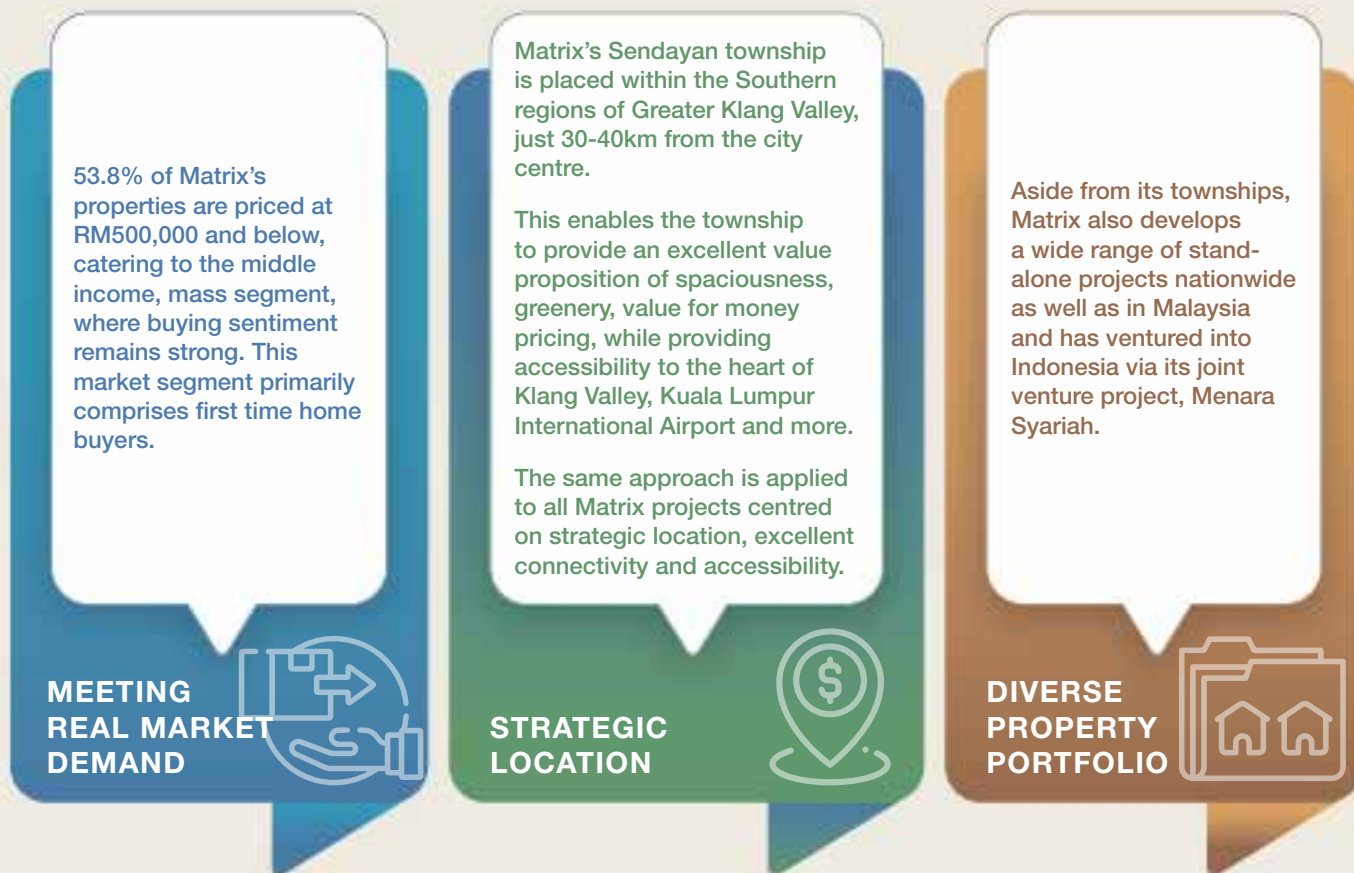 53.8% of Matrix’s
properties are priced at
RM500,000 and below,
catering to the middle
income, mass segment,
where buying sentiment
remains strong. This
market segment primarily
comprises first time home
buyers.
MEETING
REAL MARKET
DEMAND
Matrix’s Sendayan township
is placed within the Southern
regions of Greater Klang Valley,
just 30-40km from the city
centre.
This enables the township
to provide an excellent value
proposition of spaciousness,
greenery, value for money
pricing, while providing
accessibility to the heart of
Klang Valley, Kuala Lumpur
International Airport and more.
The same approach is applied
to all Matrix projects centred
on strategic location, excellent
connectivity and accessibility.
STRATEGIC
LOCATION
Aside from its townships,
Matrix also develops
a wide range of stand-
alone projects nationwide
as well as in Malaysia
and has ventured into
Indonesia via its joint
venture project, Menara
Syariah.
DIVERSE
PROPERTY
PORTFOLIO